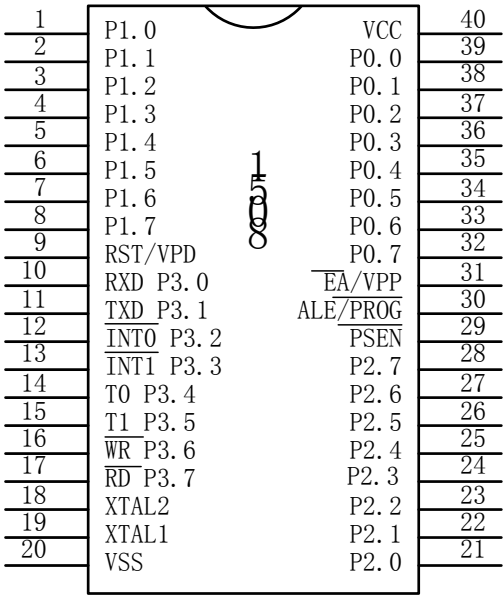 1 P1.0 VCC 40
2 P1.1 P0.0 39
3 P1.2 P0.1 38
4 P1.3 P0.2 37
5 P1.4 P0.3 36
6 P1.5 P0.4 35
7 P1.6 P0.5 34
8 P1.7 P0.6 33
9 RST/VPD P0.7 32
10 RXD P3.0 EA/VPP 31
11 TXD P3.1 ALE/PROG 30
12 INT0 P3.2 PSEN 29
13 INT1 P3.3 P2.7 28
14 T0 P3.4 P2.6 27
15 T1 P3.5 P2.5 26
16 WR P3.6 P2.4 25
17 RD P3.7 P2.3 24
18 XTAL2 P2.2 23
19 XTAL1 P2.1 22
20 VSS P2.0 21
1
5
0
8